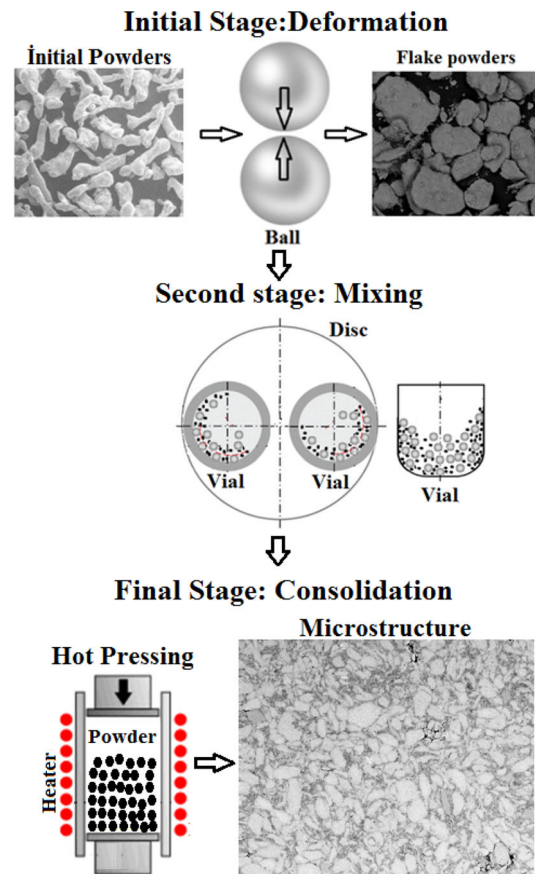 Initial Stage:Deformation
İnitial Powders
Flake powders
Ball
Second stage: Mixing
Disc
Vial
Vial
Vial
Final Stage: Consolidation
Microstructure
Hot Pressing
Powder
Heater